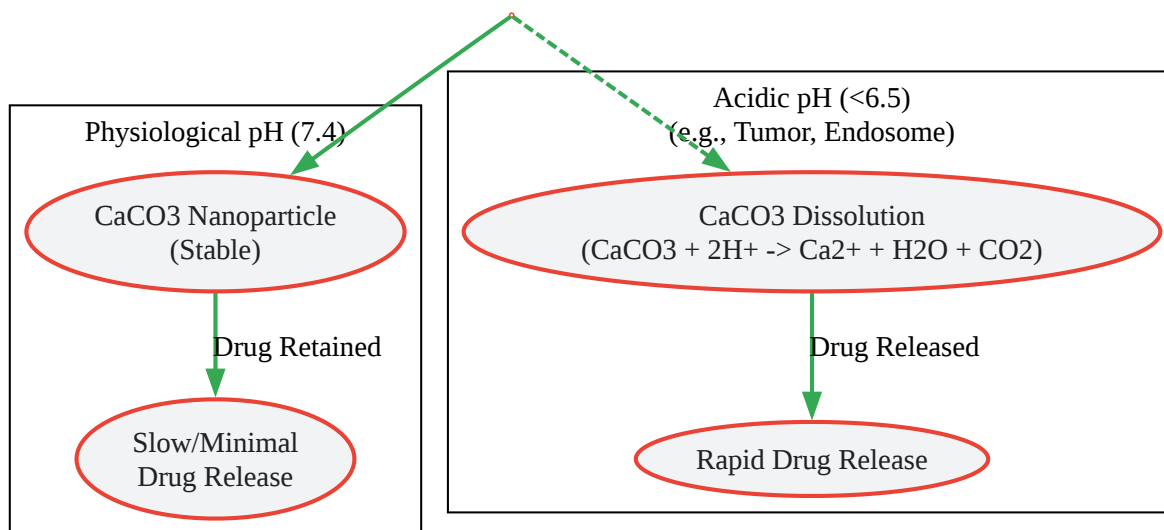 Physiological pH (7.4)
CaCO3 Nanoparticle
(Stable)
Drug Retained
Slow/Minimal
Drug Release
Acidic pH (<6.5)
(e.g., Tumor, Endosome)
CaCO3 Dissolution
(CaCO3 + 2H+ -> Ca2+ + H2O + CO2)
Drug Released
Rapid Drug Release